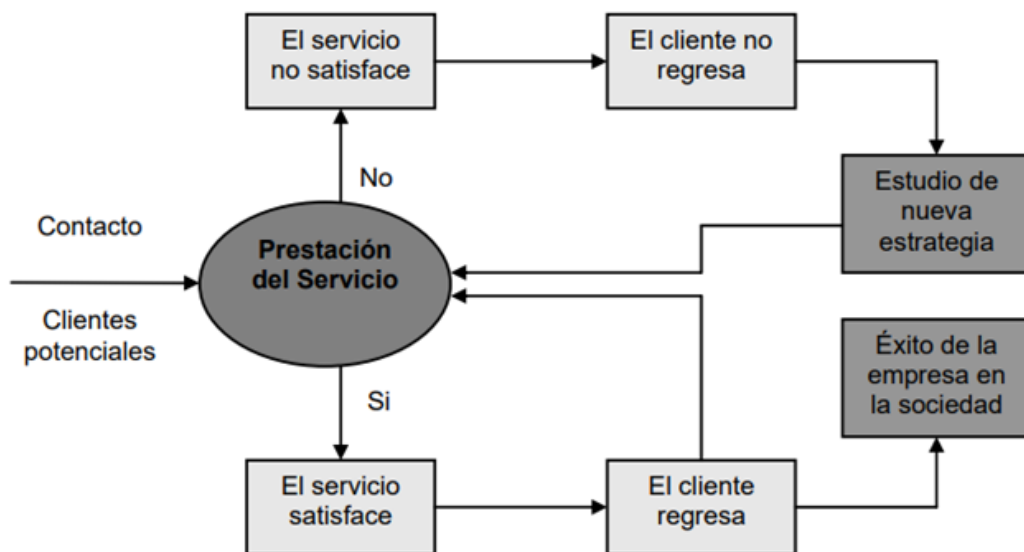 El servicio
no satisface
El cliente no
regresa
No
Estudio de
nueva
estrategia
Contacto
Prestación
del Servicio
Clientes
potenciales
Éxito de la
empresa en
la sociedad
Si
El servicio
satisface
El cliente
regresa